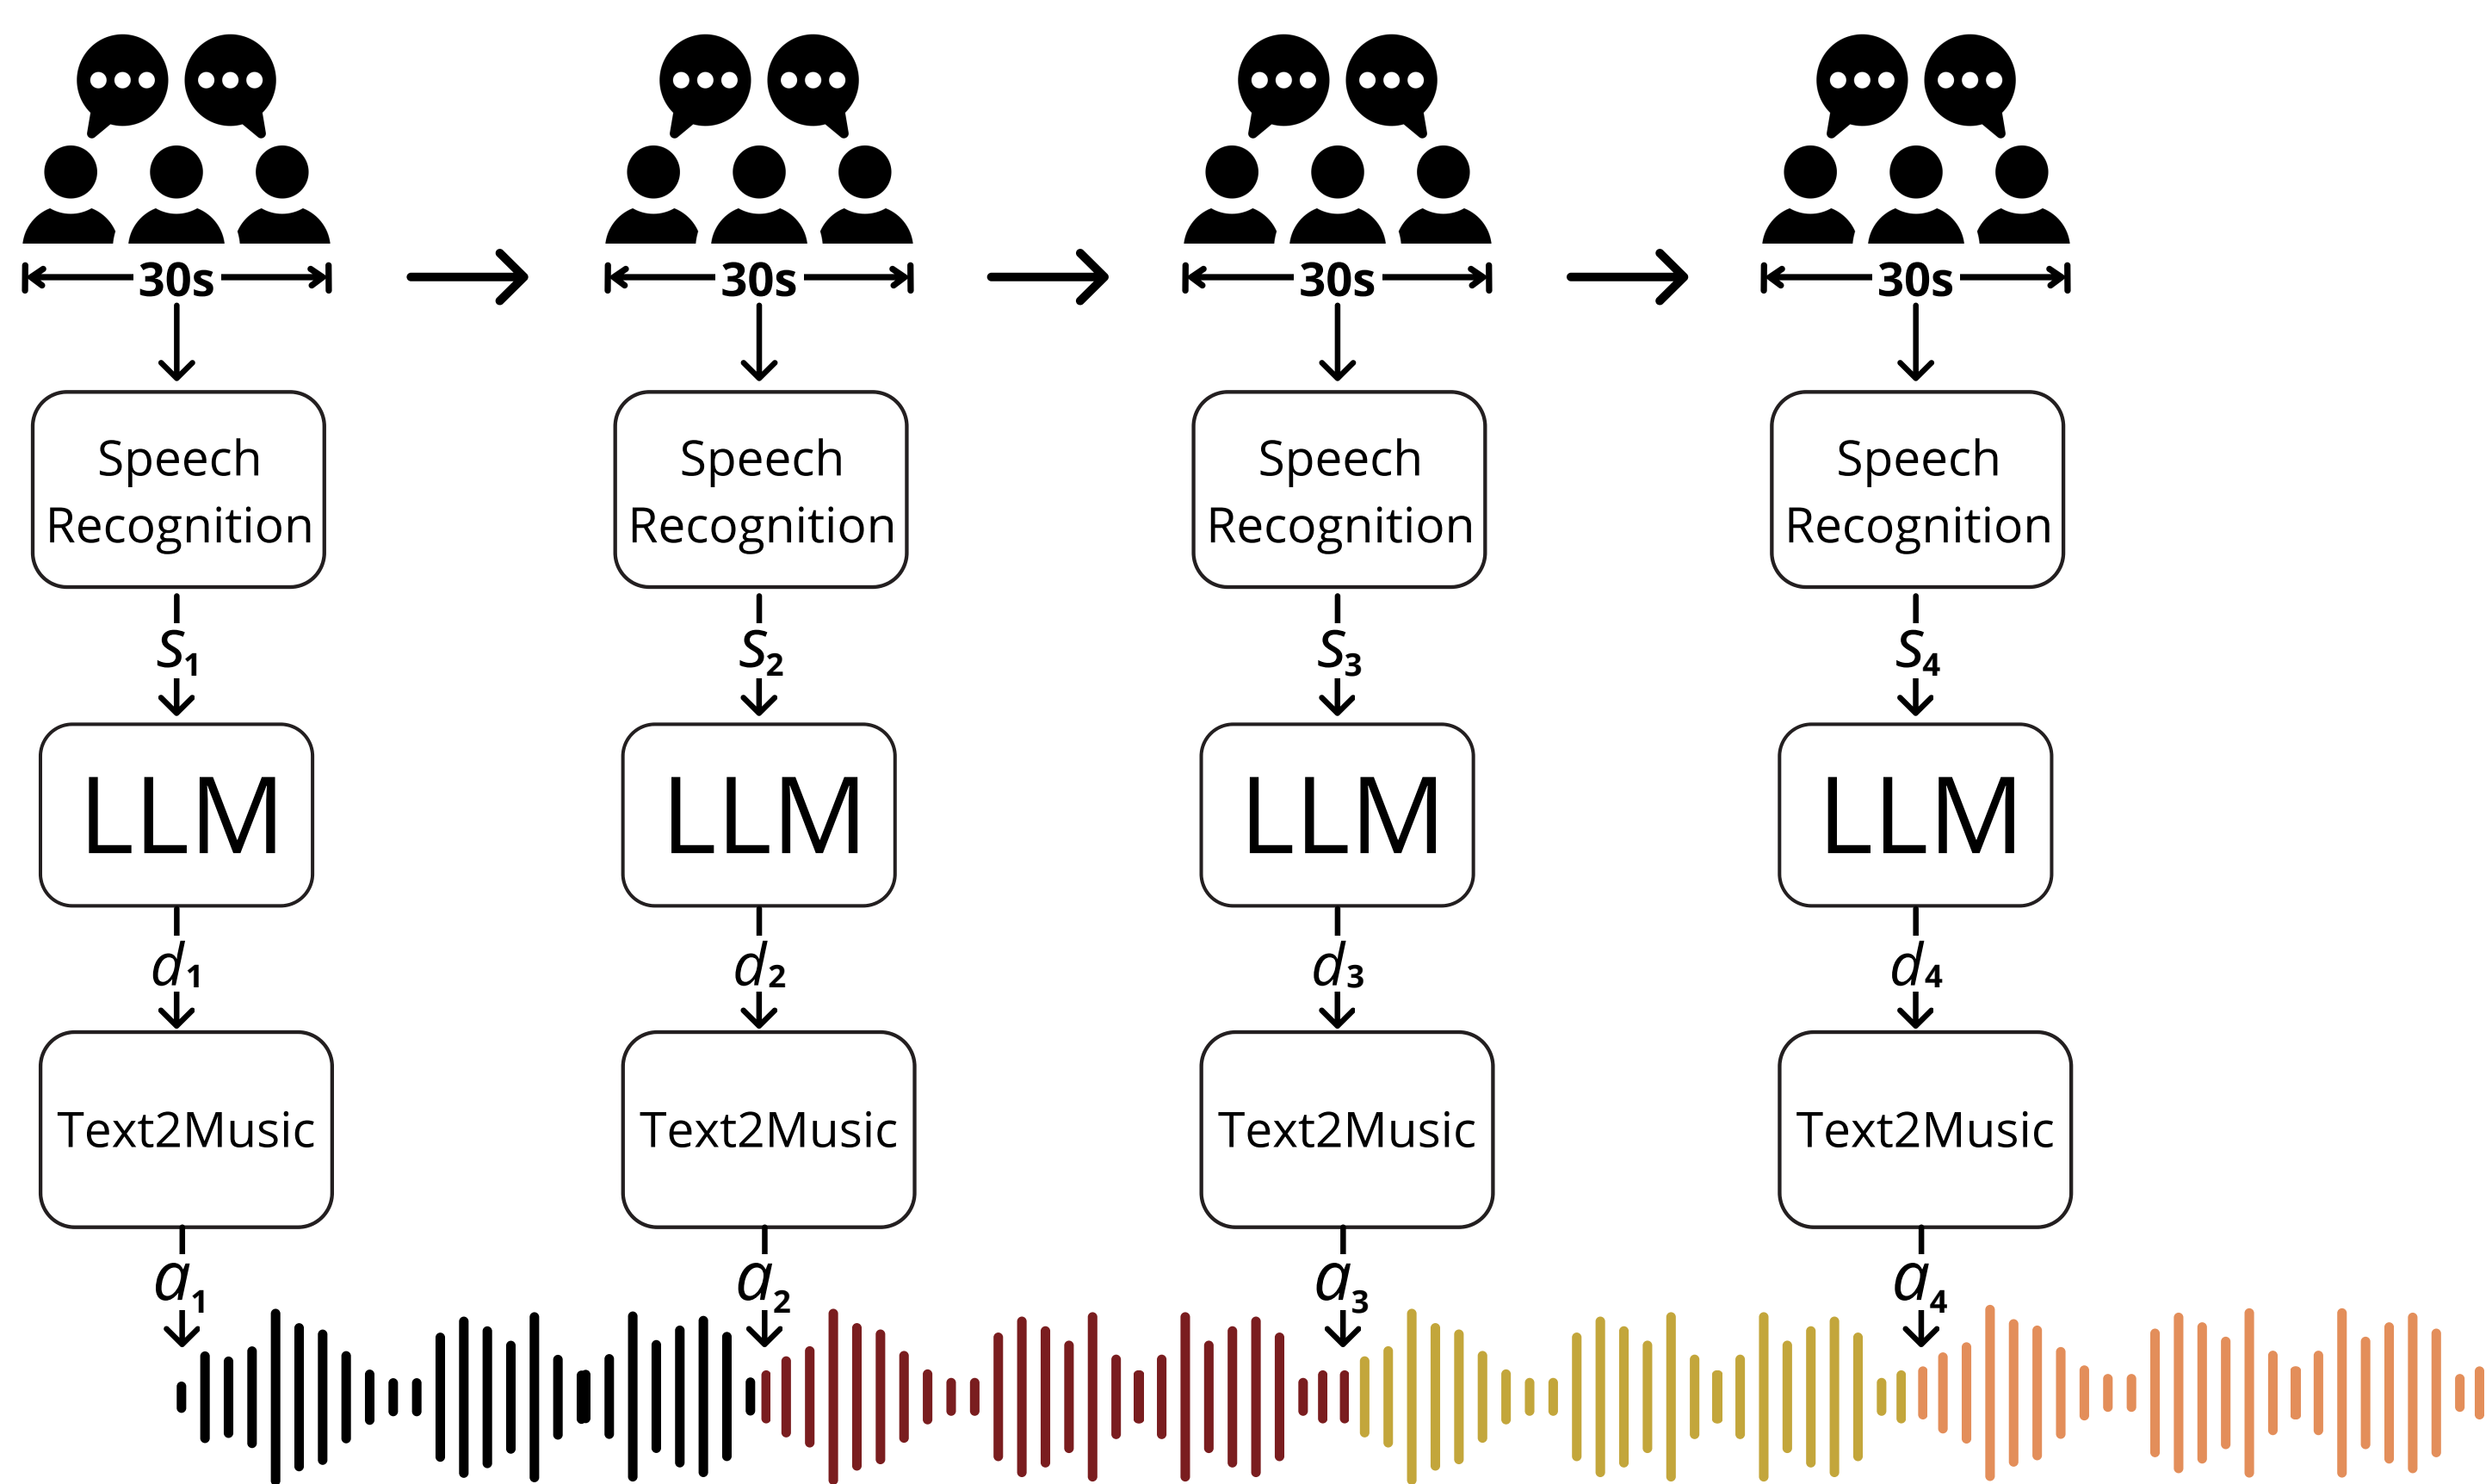 30s 30s 30s 30s
Speech Speech Speech Speech
Recognition Recognition Recognition Recognition
S1 S2 S3 S4
LLM LLM LLM LLM
d1 d2 d3 d4
Text2Music Text2Music Text2Music Text2Music
a1 a2 a3 a4